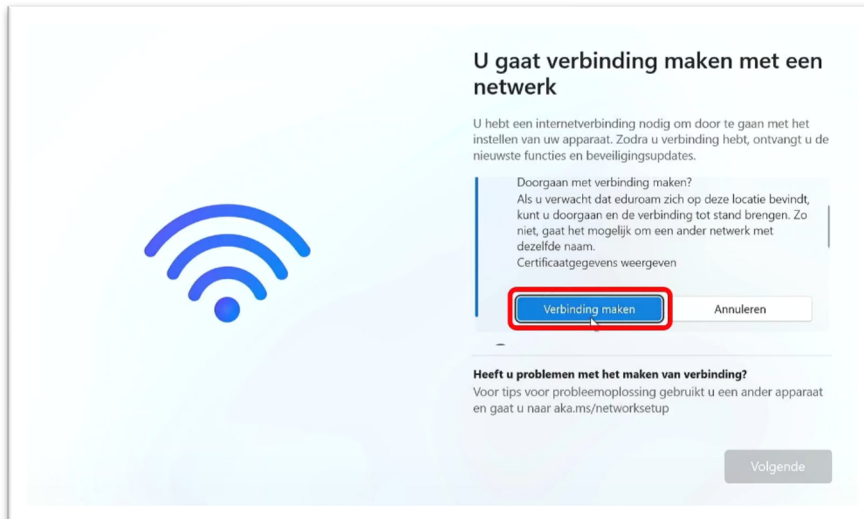 U gaat verbinding maken met een
netwerk
U hebt een internetverbinding nodig om door te gaan met het
instellen van uw apparaat. Zodra u verbinding hebt, ontvangt u de
nieuwste functies en beveiligingsupdates.
Doorgaan met verbinding maken?
Als u verwacht dat eduroam zich op deze locatie bevindt,
kunt u doorgaan en de verbinding tot stand brengen. Zo
niet, gaat het mogelijk om een ander netwerk met
dezelfde naam.
Certificaatgegevens weergeven
Verbinding maken
Annuleren
Heeft u problemen met het maken van verbinding?
Voor tips voor probleemoplossing gebruikt u een ander apparaat
en gaat u naar aka.ms/networksetup
Volgende